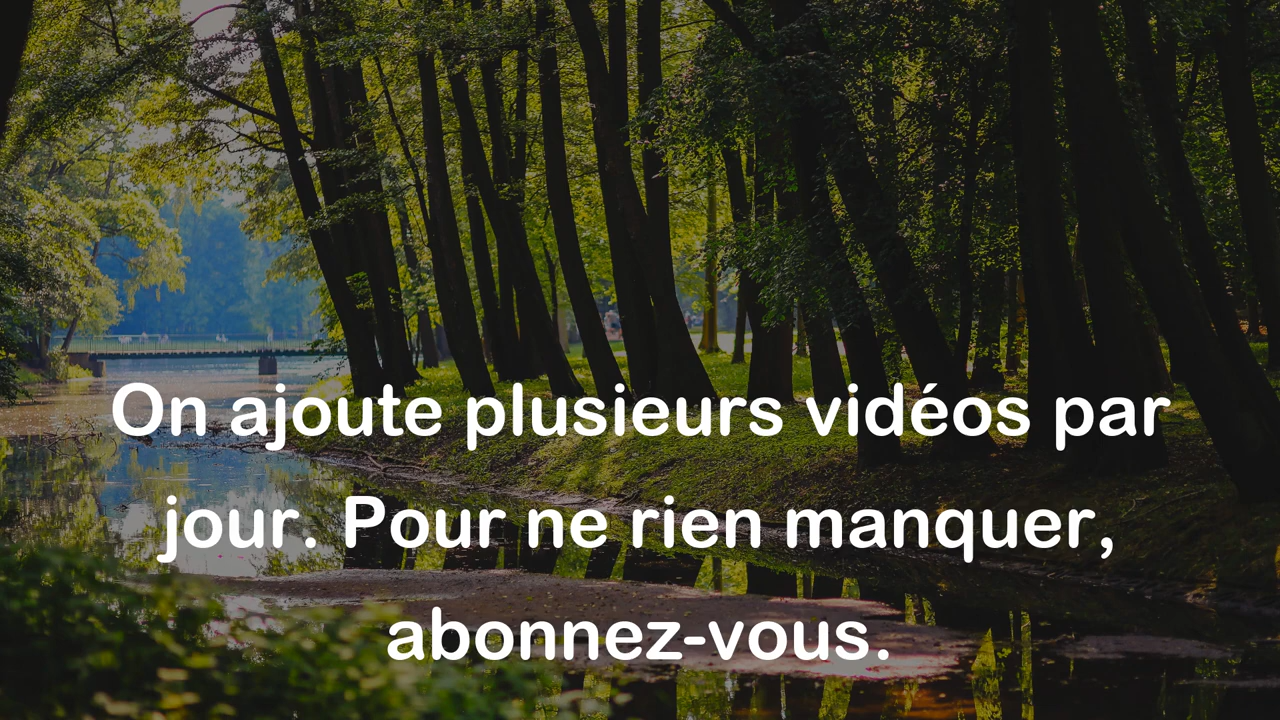 On ajoute plusieurs vidéos par
jour. Pour ne rien manquer,
abonnez-vous.